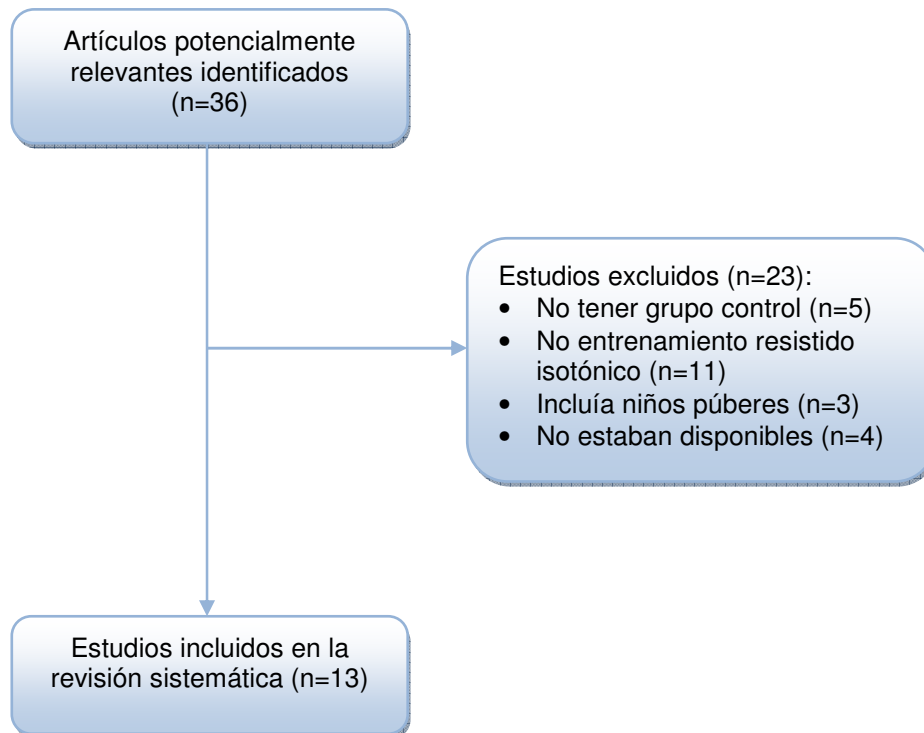 Artículos potencialmente
relevantes identificados
(n=36)
Estudios excluidos (n=23):
• No tener grupo control (n=5)
• No entrenamiento resistido
isotónico (n=11)
• Incluía niños púberes (n=3)
• No estaban disponibles (n=4)
Estudios incluidos en la
revisión sistemática (n=13)